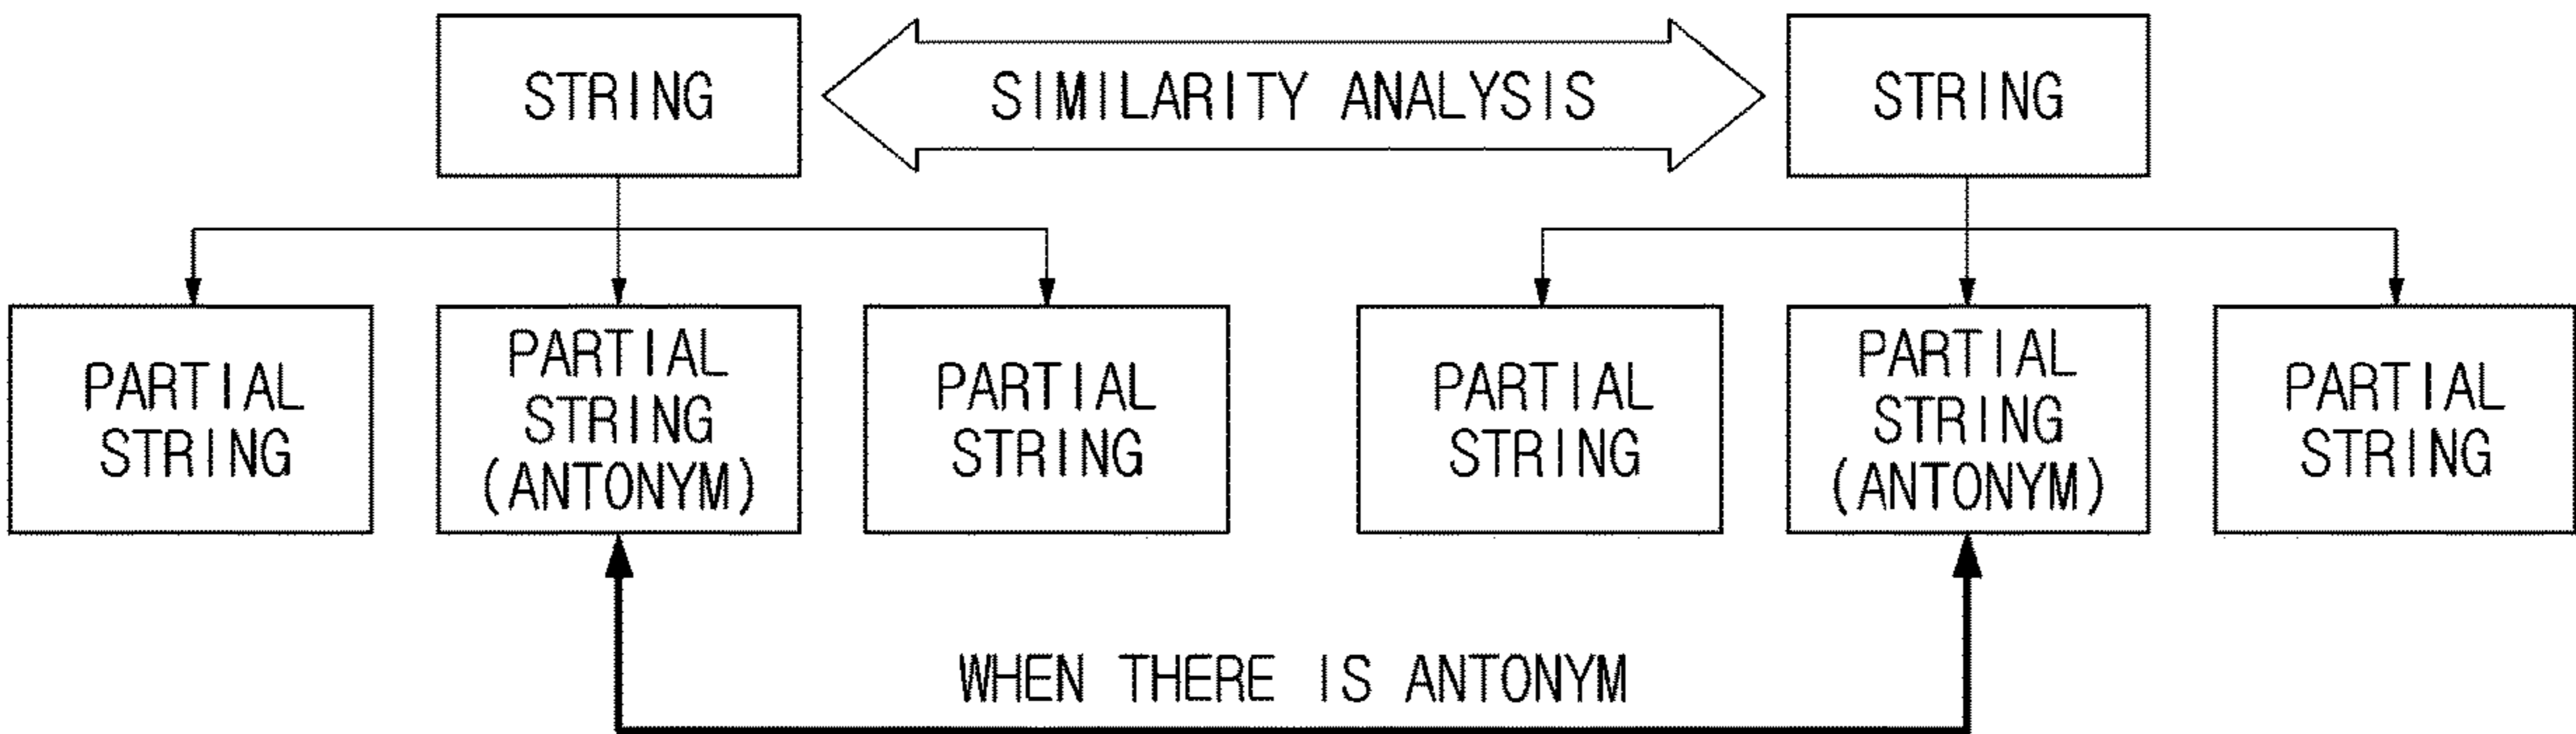 STRING
SIMILARITY ANALYSIS
STRING
PARTIAL
STRING
PARTIAL
STRING
(ANTONYM)
PARTIAL
STRING
PARTIAL
STRING
PARTIAL
STRING
(ANTONYM)
PARTIAL
STRING
WHEN THERE IS ANTONYM